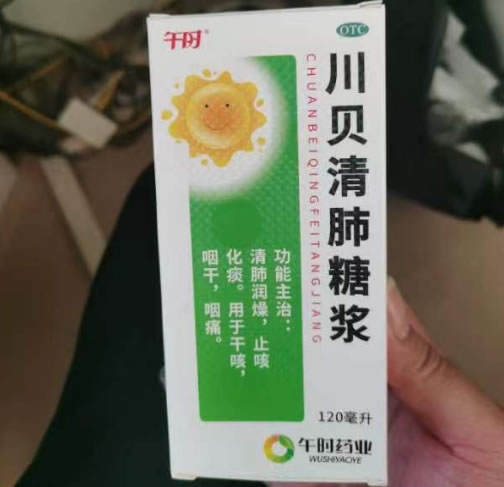 午时
OTC
川贝清肺糖浆
CHUANBEIQINGFEITANGJIANG
功能主治：
清肺润燥，止咳
化痰。用于干咳，
咽干，咽痛。
120毫升
午时药业
WUSHIYAOYE